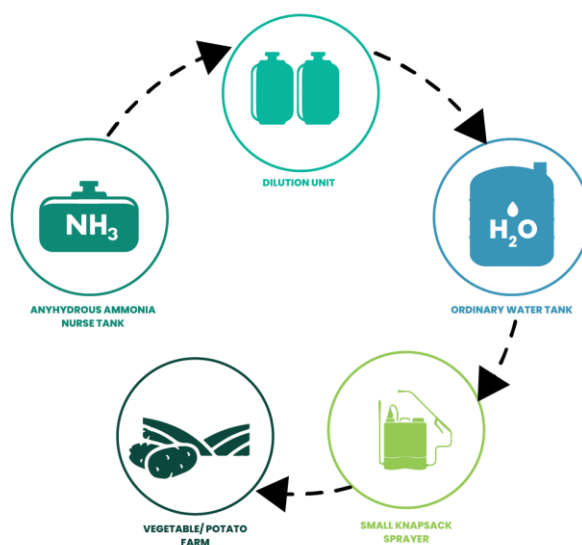 DILUTION UNIT
NH₃
ANYHYDROUS AMMONIA
NURSE TANK
H₂O
ORDINARY WATER TANK
SMALL KNAPSACK
SPRAYER
VEGETABLE/ POTATO
FARM